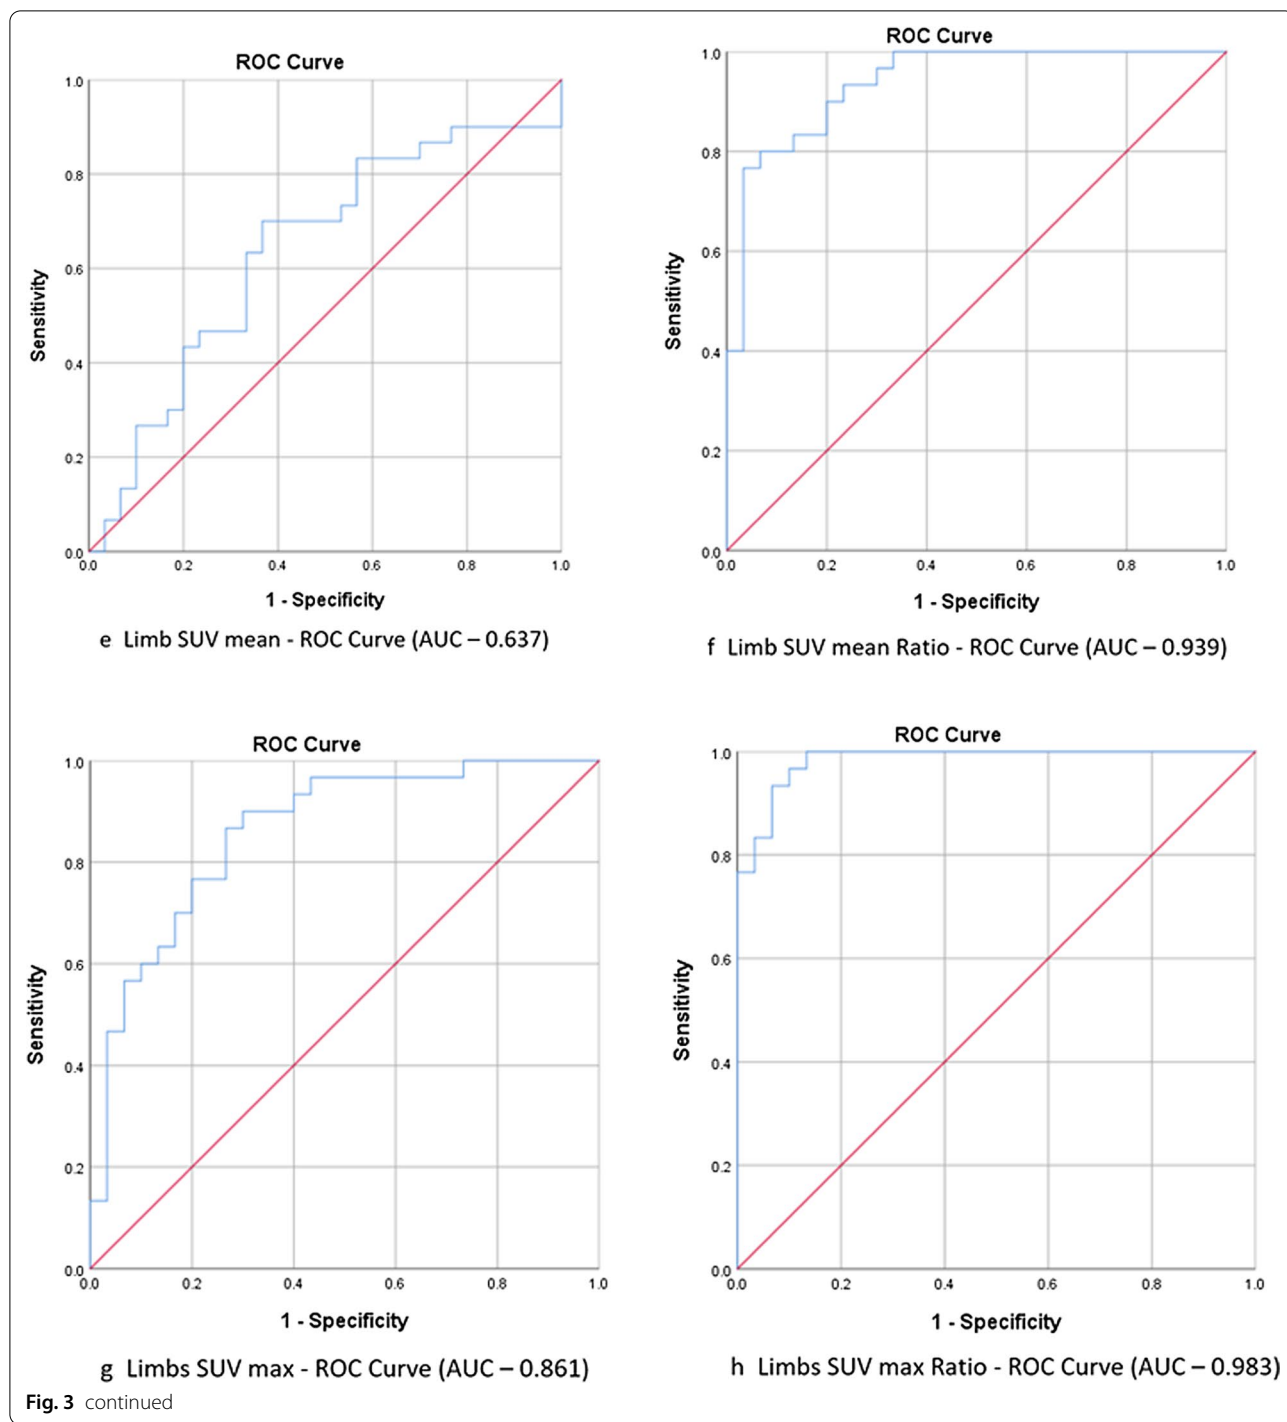 ROC Curve
1.0
0.8
0.6
0.4
0.2
0.0
Sensitivity
0.0 0.2 0.4 0.6 0.8 1.0
1 - Specificity
e Limb SUV mean - ROC Curve (AUC – 0.637)
ROC Curve
1.0
0.8
0.6
0.4
0.2
0.0
Sensitivity
0.0 0.2 0.4 0.6 0.8 1.0
1 - Specificity
f Limb SUV mean Ratio - ROC Curve (AUC – 0.939)
ROC Curve
1.0
0.8
0.6
0.4
0.2
0.0
Sensitivity
0.0 0.2 0.4 0.6 0.8 1.0
1 - Specificity
g Limbs SUV max - ROC Curve (AUC – 0.861)
ROC Curve
1.0
0.8
0.6
0.4
0.2
0.0
Sensitivity
0.0 0.2 0.4 0.6 0.8 1.0
1 - Specificity
h Limbs SUV max Ratio - ROC Curve (AUC – 0.983)
Fig. 3 continued